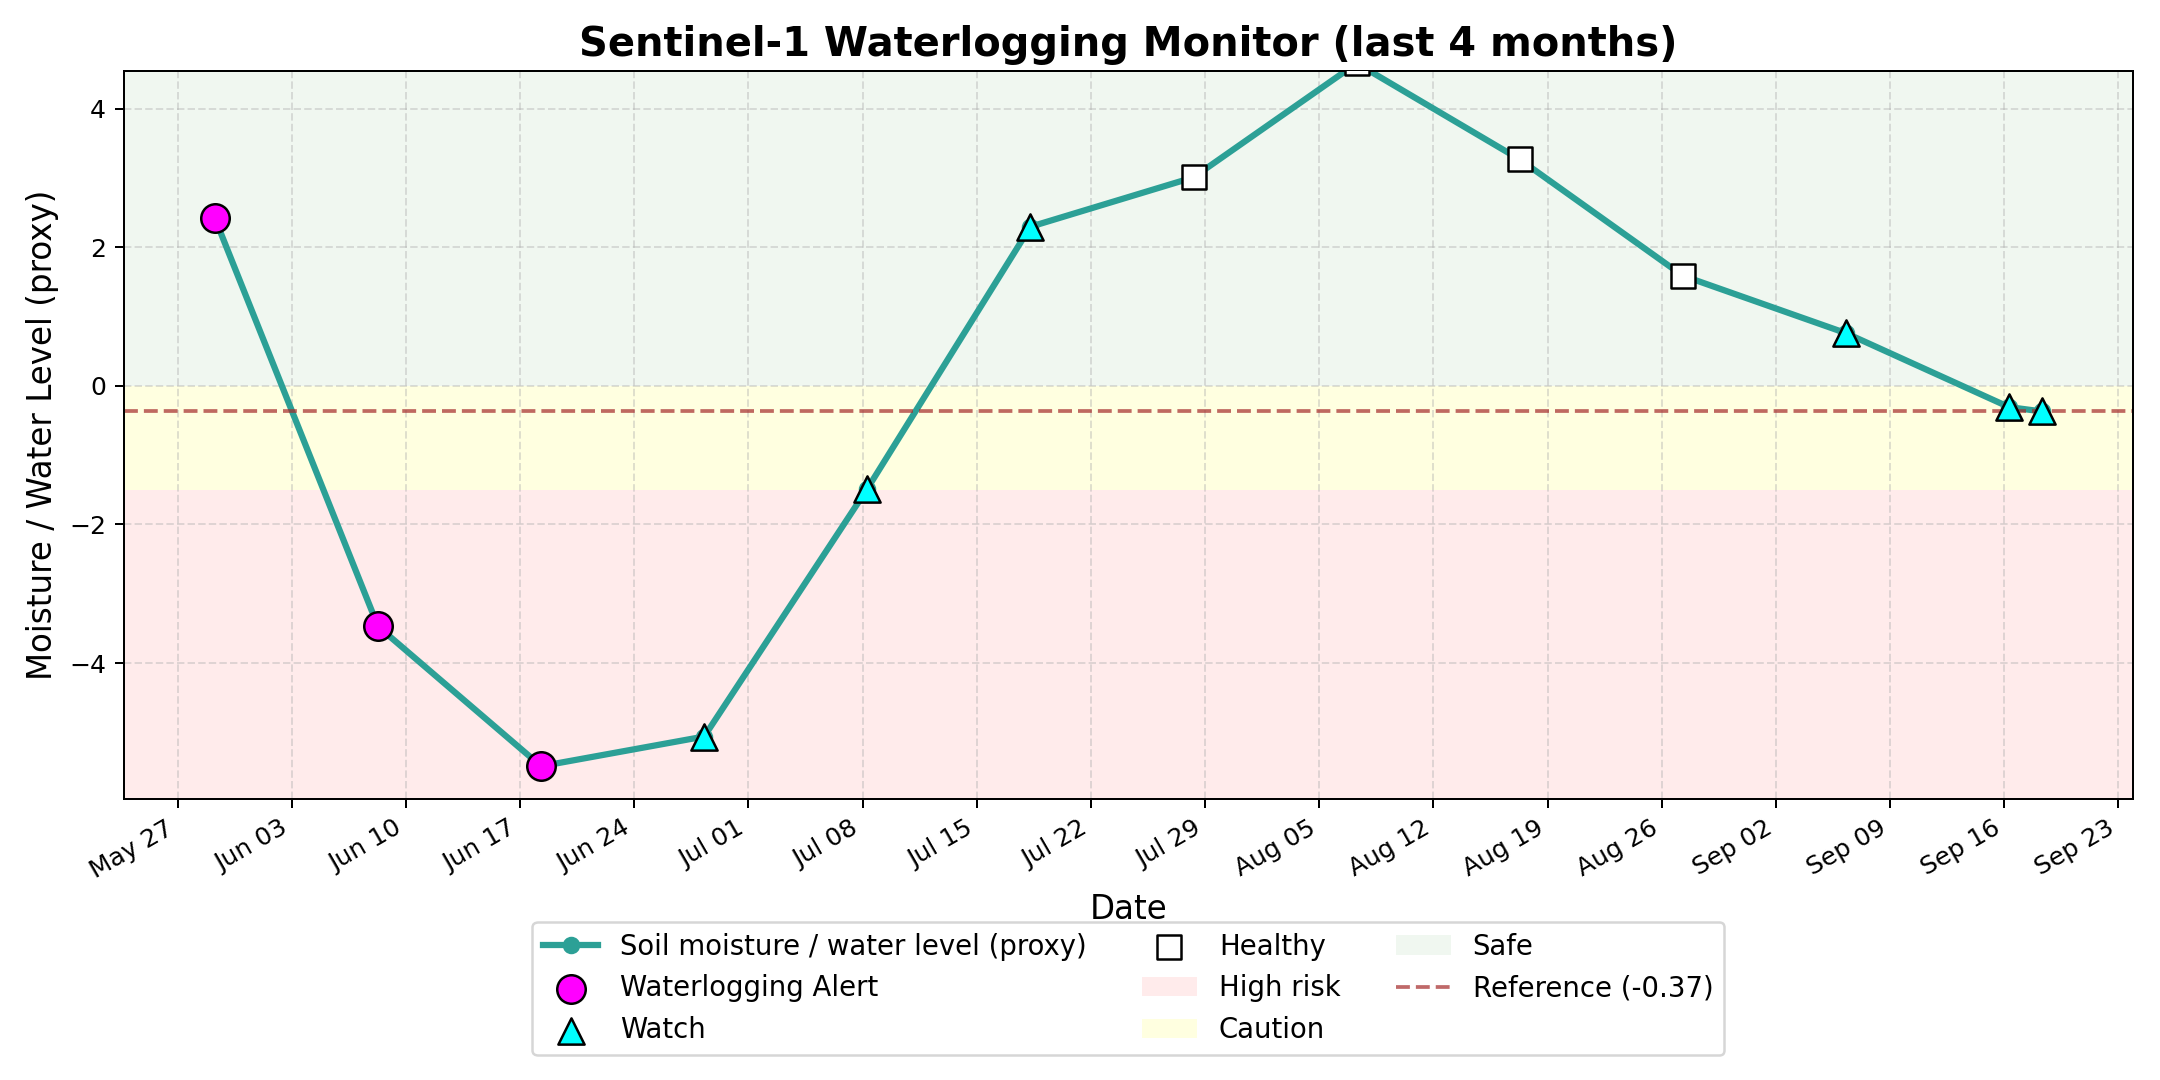 Sentinel-1 Waterlogging Monitor (last 4 months)
Moisture / Water Level (proxy)
4
2
0
−2
−4
May 27
Jun 03
Jun 10
Jun 17
Jun 24
Jul 01
Jul 08
Jul 15
Jul 22
Jul 29
Aug 05
Aug 12
Aug 19
Aug 26
Sep 02
Sep 09
Sep 16
Sep 23
Date
Soil moisture / water level (proxy)
Waterlogging Alert
Watch
Healthy
High risk
Caution
Safe
Reference (-0.37)